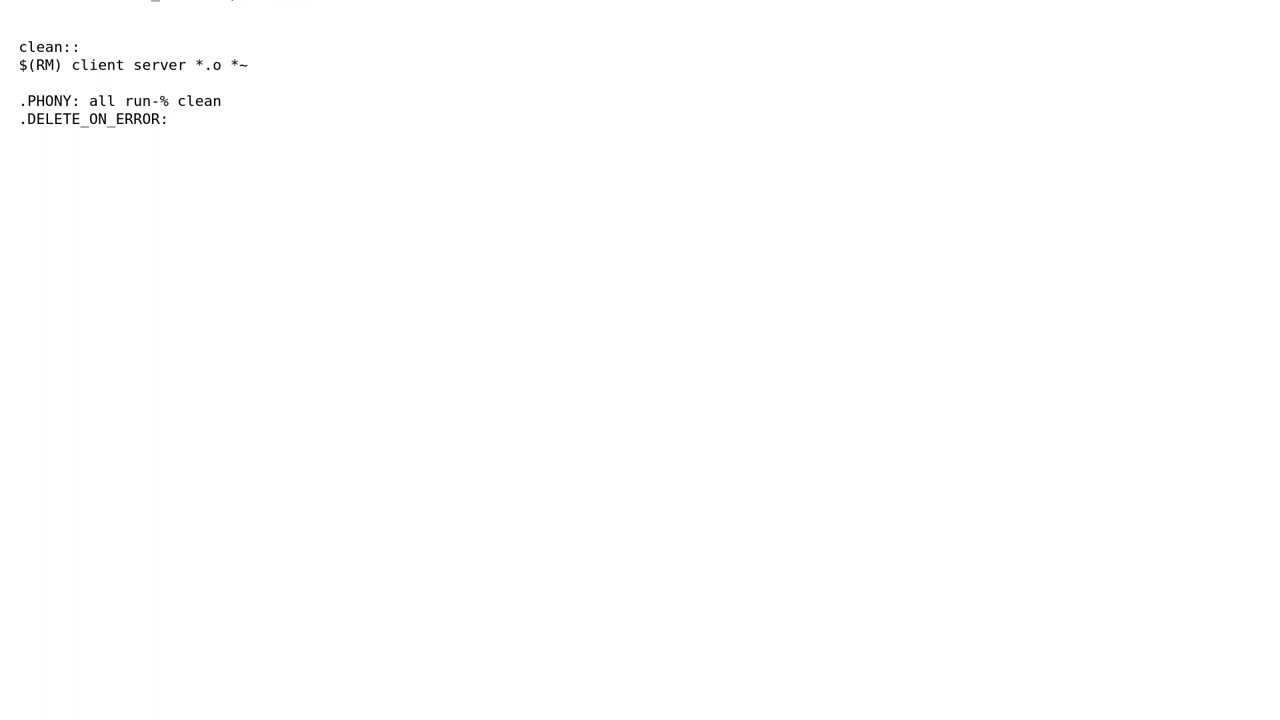 clean::
$(RM) client server *.o *~
.PHONY: all run-% clean
.DELETE_ON_ERROR: